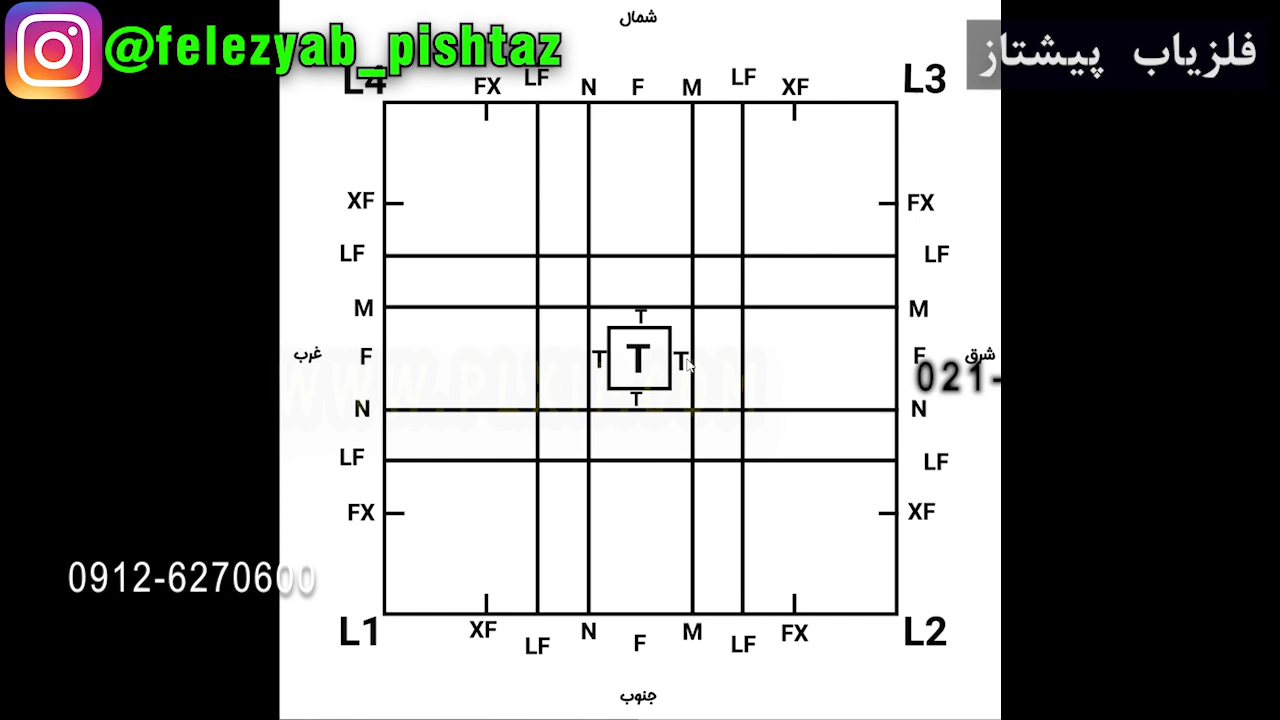 شمال
@felezyab_pishtaz
فلزیاب پیشتاز
L4 FX LF N F M LF XF L3
XF FX
LF LF
M M
T
غرب F T T T F شرق
021-
T
N N
LF LF
FX XF
0912-6270600
L1 XF LF N F M LF FX L2
جنوب